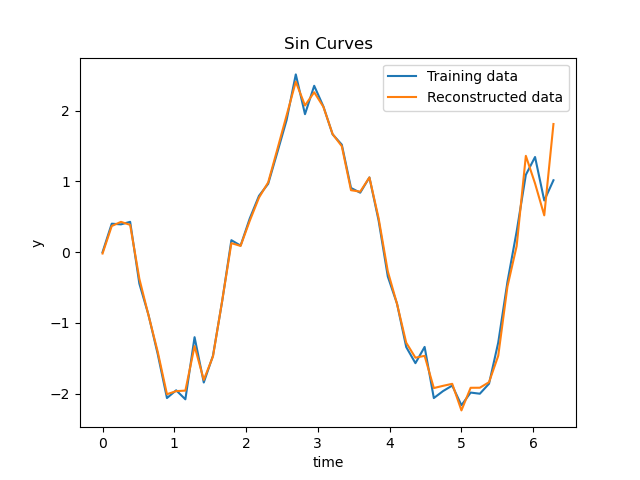 Sin Curves
Training data
Reconstructed data
2
1
0
−1
−2
y
0 1 2 3 4 5 6
time